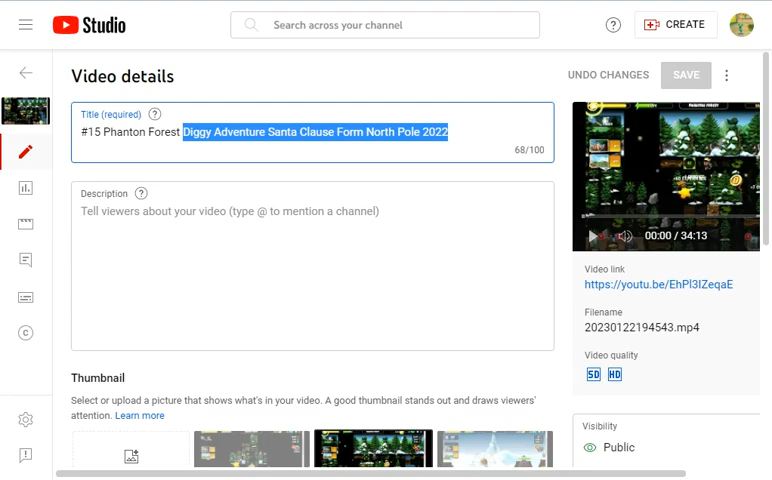 Studio
Search across your channel
CREATE
Video details
UNDO CHANGES
SAVE
Title (required)
#15 Phanton Forest Diggy Adventure Santa Clause Form North Pole 2022
68/100
Description
Tell viewers about your video (type @ to mention a channel)
00:00 / 34:13
Video link
https://youtu.be/EhPl3IZeqaE
Filename
20230122194543.mp4
Video quality
SD HD
Thumbnail
Select or upload a picture that shows what's in your video. A good thumbnail stands out and draws viewers'
attention. Learn more
Visibility
Public